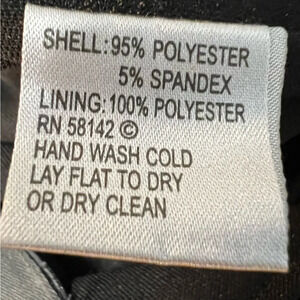 SHELL: 95% POLYESTER
5% SPANDEX
LINING: 100% POLYESTER
RN 58142 ©
HAND WASH COLD
LAY FLAT TO DRY
OR DRY CLEAN